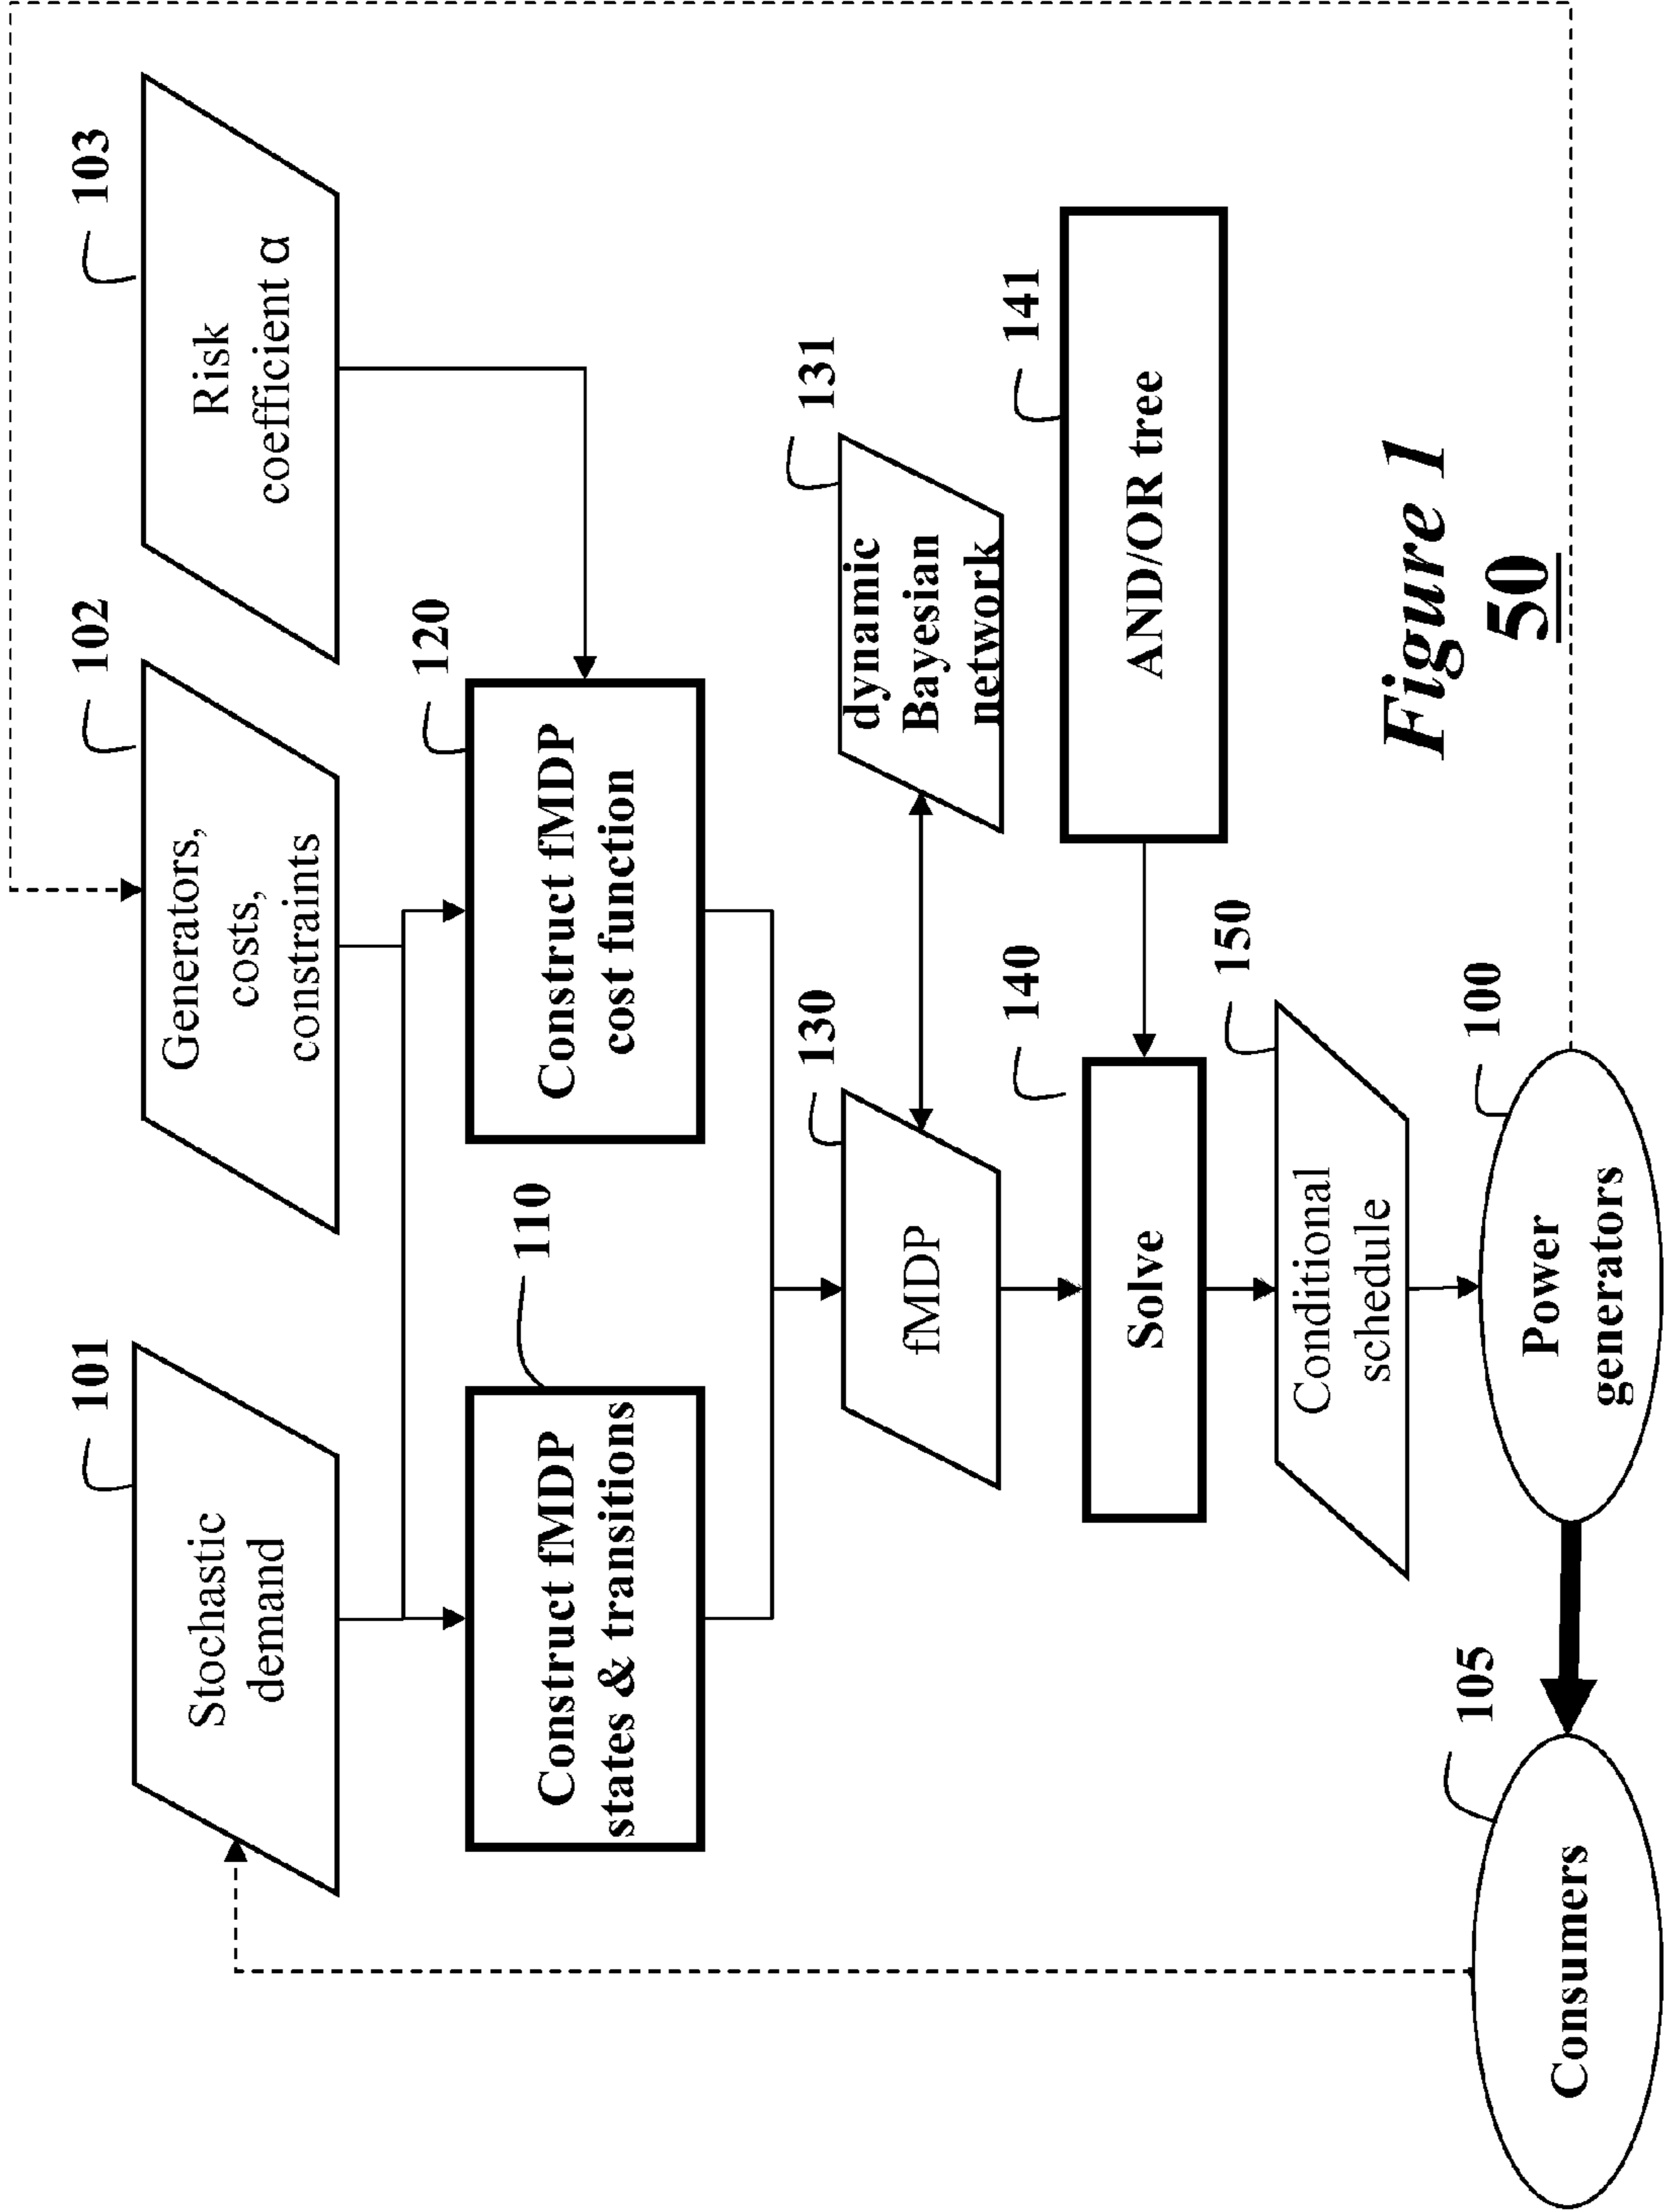 101
Stochastic
demand
102
Generators,
costs,
constraints
103
Risk
coefficient α
110
Construct fMDP
states & transitions
120
Construct fMDP
cost function
130
fMDP
131
dynamic
Bayesian
network
140
Solve
141
AND/OR tree
150
Conditional
schedule
105
Consumers
100
Power
generators
Figure 1
50